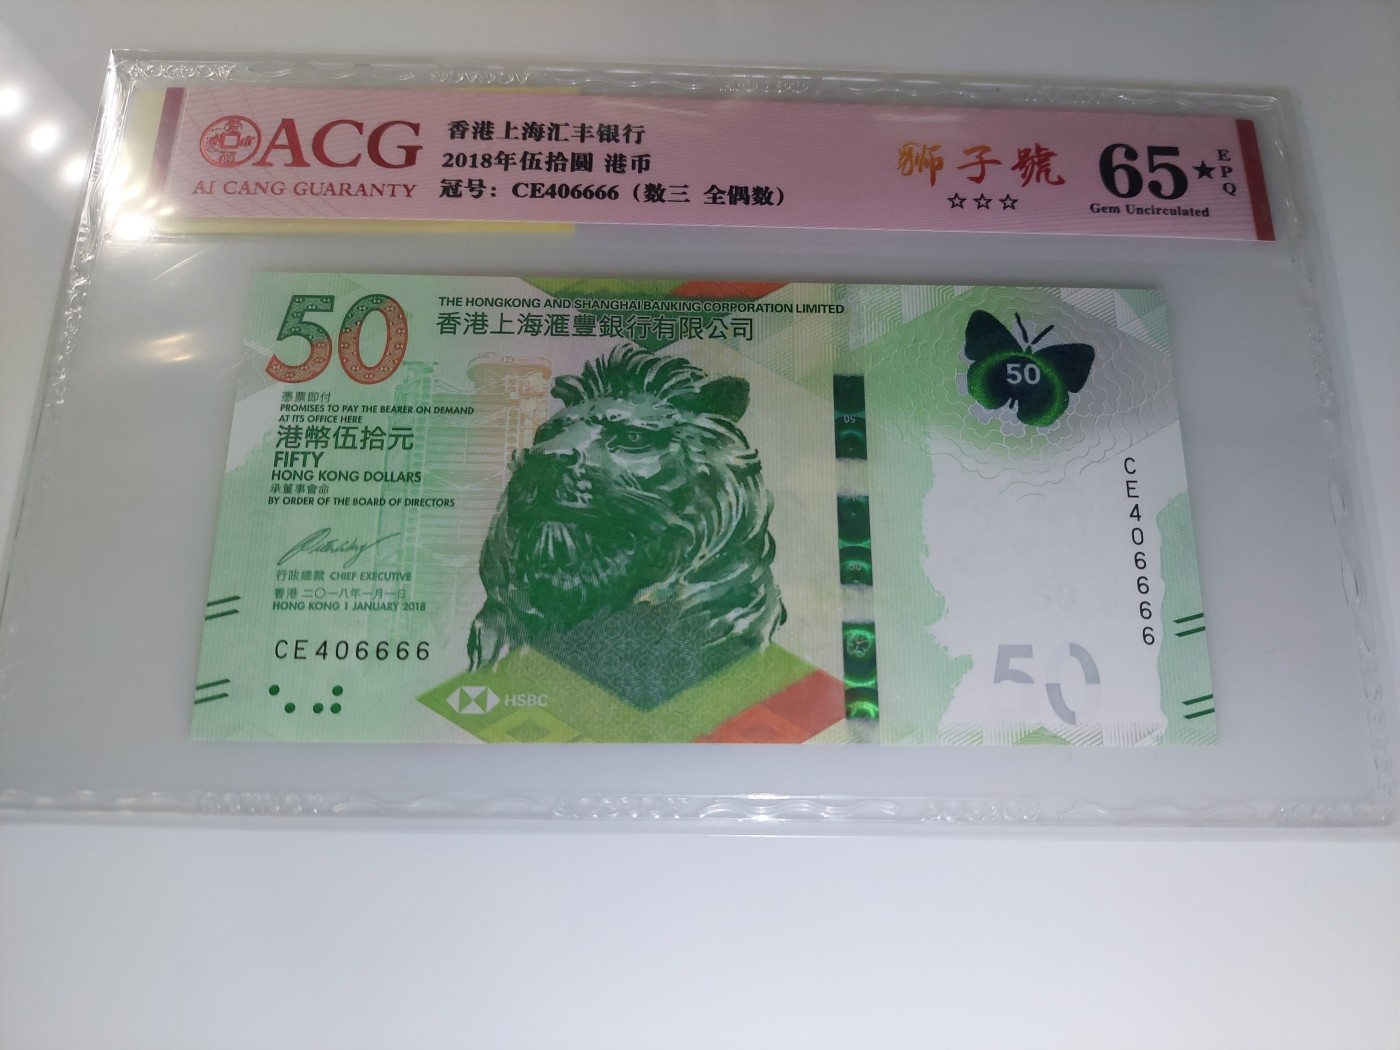 ACG
AI CANG GUARANTY
香港上海汇丰银行
2018年伍拾圆 港币
冠号：CE406666（数三 全偶数）
狮子號
☆☆☆
65★
EPQ
Gem Uncirculated
50
THE HONGKONG AND SHANGHAI BANKING CORPORATION LIMITED
香港上海滙豐銀行有限公司
憑票即付
PROMISES TO PAY THE BEARER ON DEMAND
AT ITS OFFICE HERE
港幣伍拾元
FIFTY
HONG KONG DOLLARS
承董事會命
BY ORDER OF THE BOARD OF DIRECTORS
行政總裁 CHIEF EXECUTIVE
香港 二〇一八年一月一日
HONG KONG 1 JANUARY 2018
CE406666
HSBC
50
50
50
CE406666
50
50